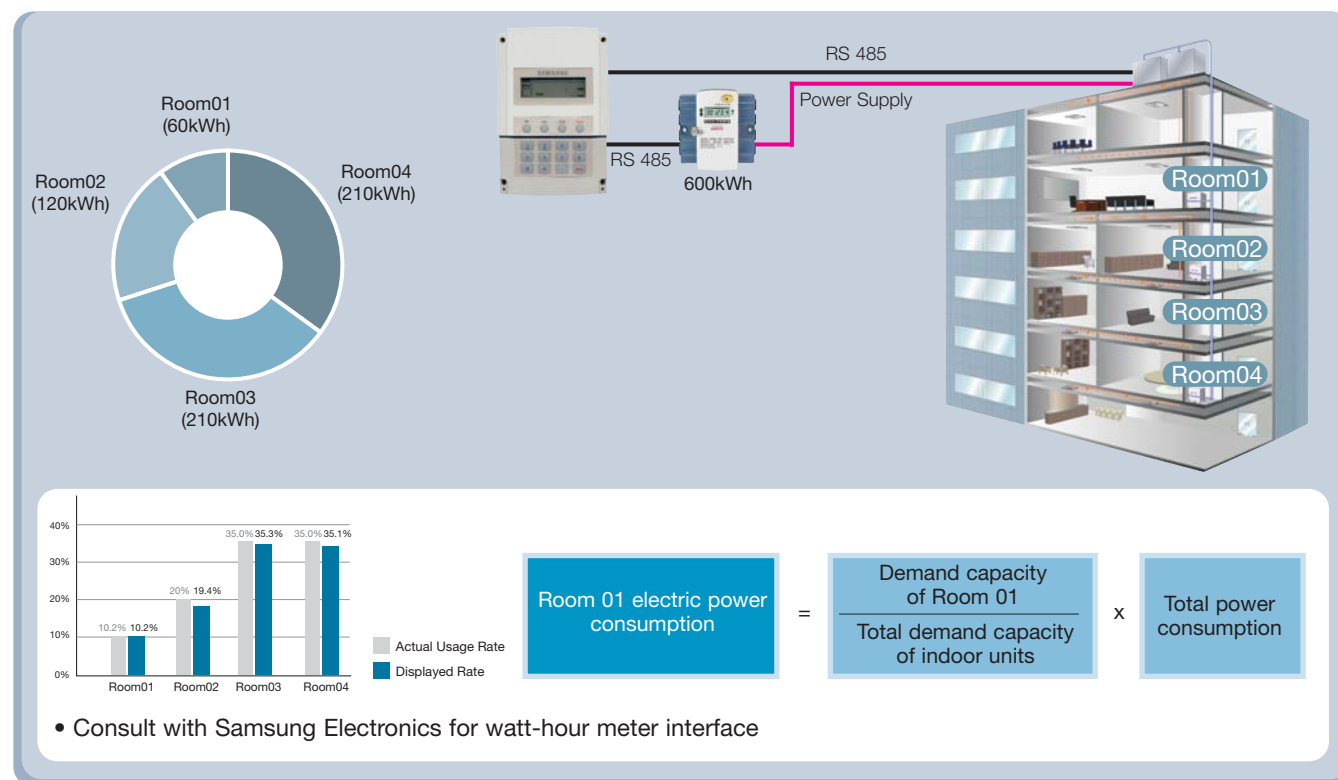 RS 485
Power Supply
SAMSUNG
RS 485
600kWh
Room01
(60kWh)
Room02
(120kWh)
Room04
(210kWh)
Room03
(210kWh)
Room01
Room02
Room03
Room04
40%
30%
20%
10%
0%
10.2% 10.2%
20% 19.4%
35.0% 35.3%
35.0% 35.1%
Room01 Room02 Room03 Room04
Actual Usage Rate
Displayed Rate
Room 01 electric power
consumption
=
Demand capacity
of Room 01
Total demand capacity
of indoor units
x
Total power
consumption
• Consult with Samsung Electronics for watt-hour meter interface